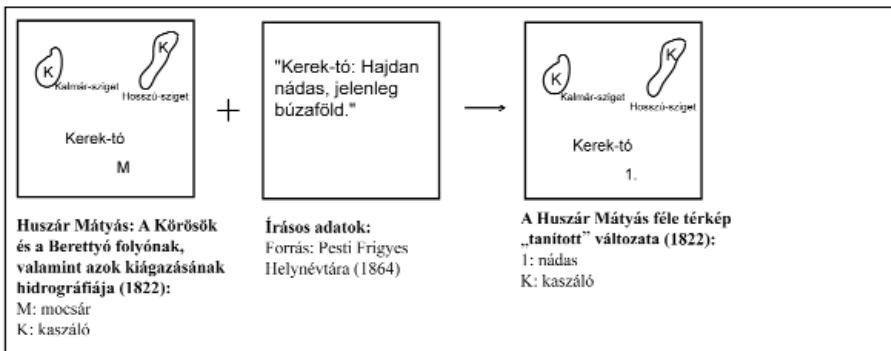 K
Kalmár-sziget
K
Hosszú-sziget
Kerek-tó
M
+
"Kerek-tó: Hajdan
nádas, jelenleg
búzaföld."
K
Kalmár-sziget
K
Hosszú-sziget
Kerek-tó
1.
Huszár Mátyás: A Körösök
és a Berettyó folyónak,
valamint azok kiágazásának
hidrográfiája (1822):
M: mocsár
K: kaszáló
Írásos adatok:
Forrás: Pesti Frigyes
Helynévtára (1864)
A Huszár Mátyás féle térkép
„tanított” változata (1822):
1: nádas
K: kaszáló